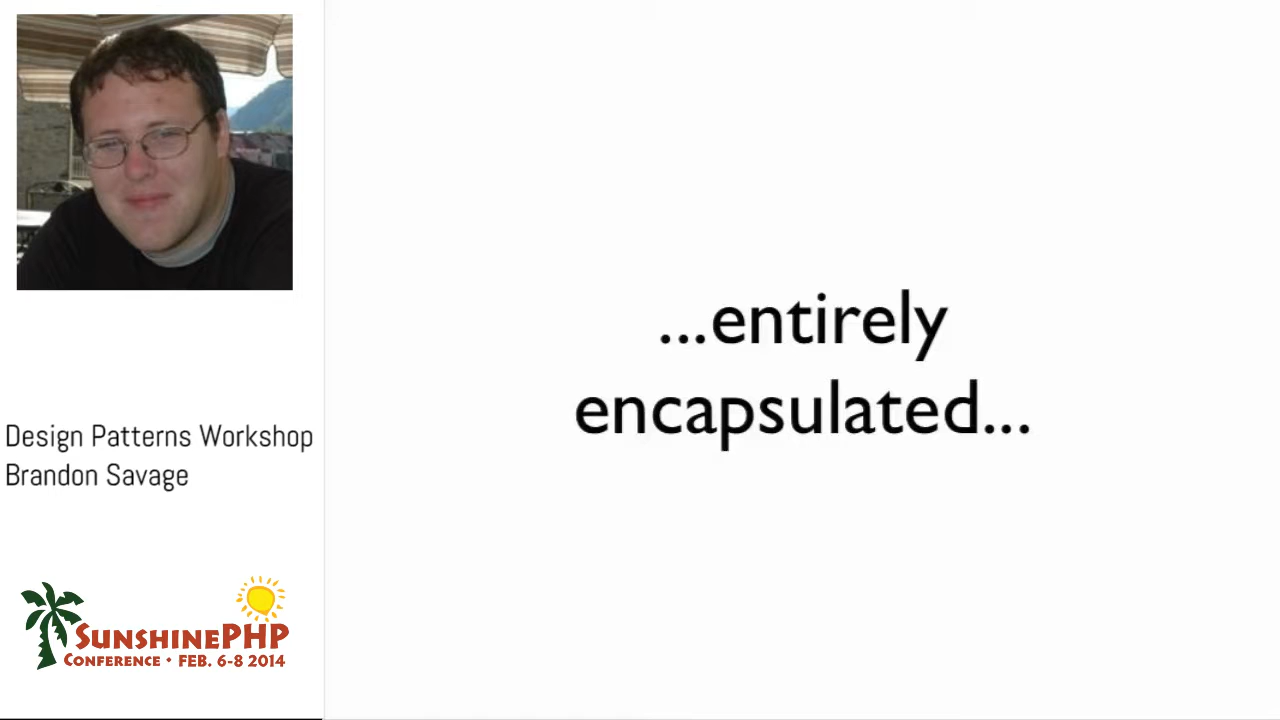 ...entirely
encapsulated...
Design Patterns Workshop
Brandon Savage
SUNSHINEPHP
CONFERENCE • FEB. 6-8 2014